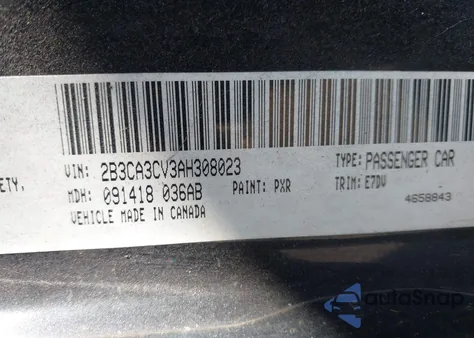 ETY,
VIN: 2B3CA3CV3AH308023 TYPE: PASSENGER CAR
MDH: 091418 036AB PAINT: PXR TRIM: E7DV
VEHICLE MADE IN CANADA 4658843
autoSnap